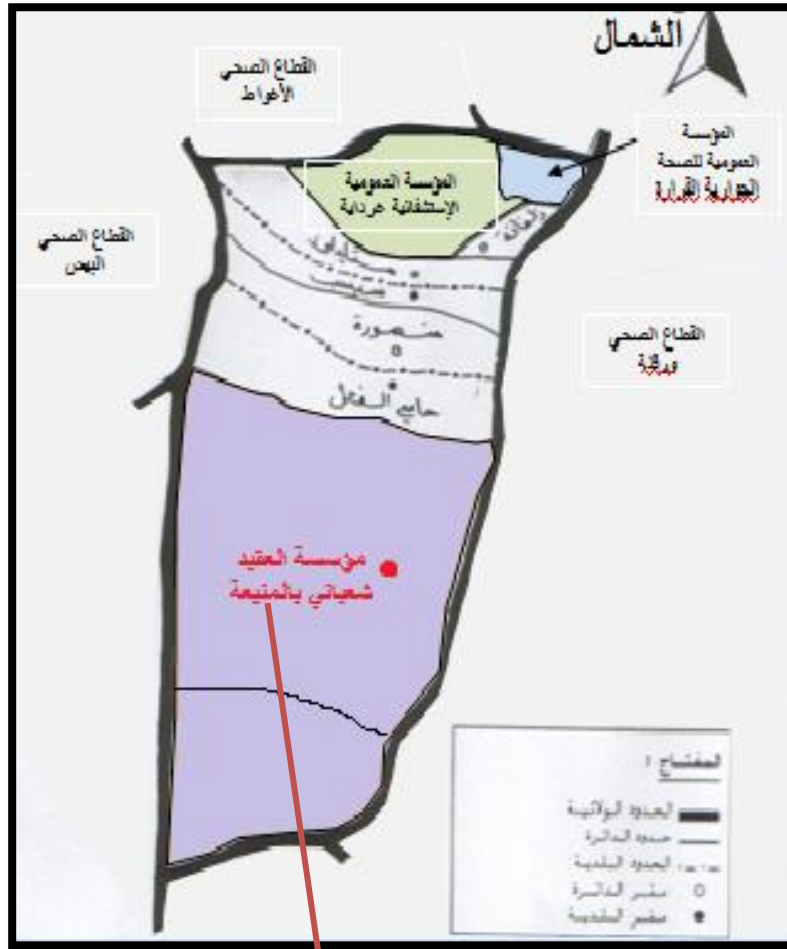 الشمال
القطاع الصحي
الأغواط
المؤسسة
العمومية للصحة
الجوارية القرارة
المؤسسة العمومية
الإستشفائية غرداية
القطاع الصحي
البيض
القطاع الصحي
ورقلة
سبسب
منصورة
حاسي الفحل
مؤسسة العقيد
شعباني بالمنيعة
المفتاح :
الحدود الولائية
حدود الدائرة
الحدود البلدية
مقر الدائرة
مقر البلدية